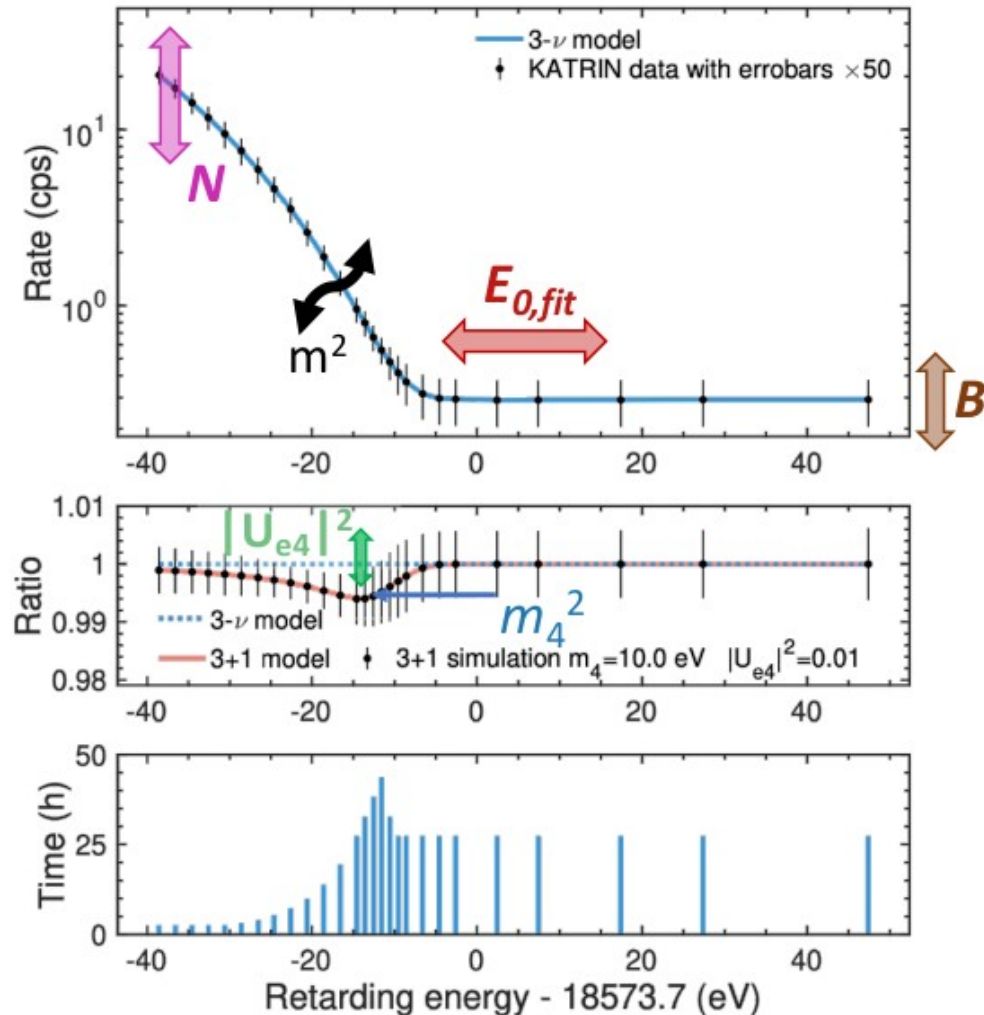 3-ν model
KATRIN data with errobars ×50
N
m²
E₀,fit
B
Rate (cps)
10¹
10⁰
-40 -20 0 20 40
|Uₑ₄|²
m₄²
3-ν model
3+1 model 3+1 simulation m₄=10.0 eV |Uₑ₄|²=0.01
Ratio
1.01
1
0.99
0.98
-40 -20 0 20 40
Time (h)
50
25
0
-40 -20 0 20 40
Retarding energy - 18573.7 (eV)